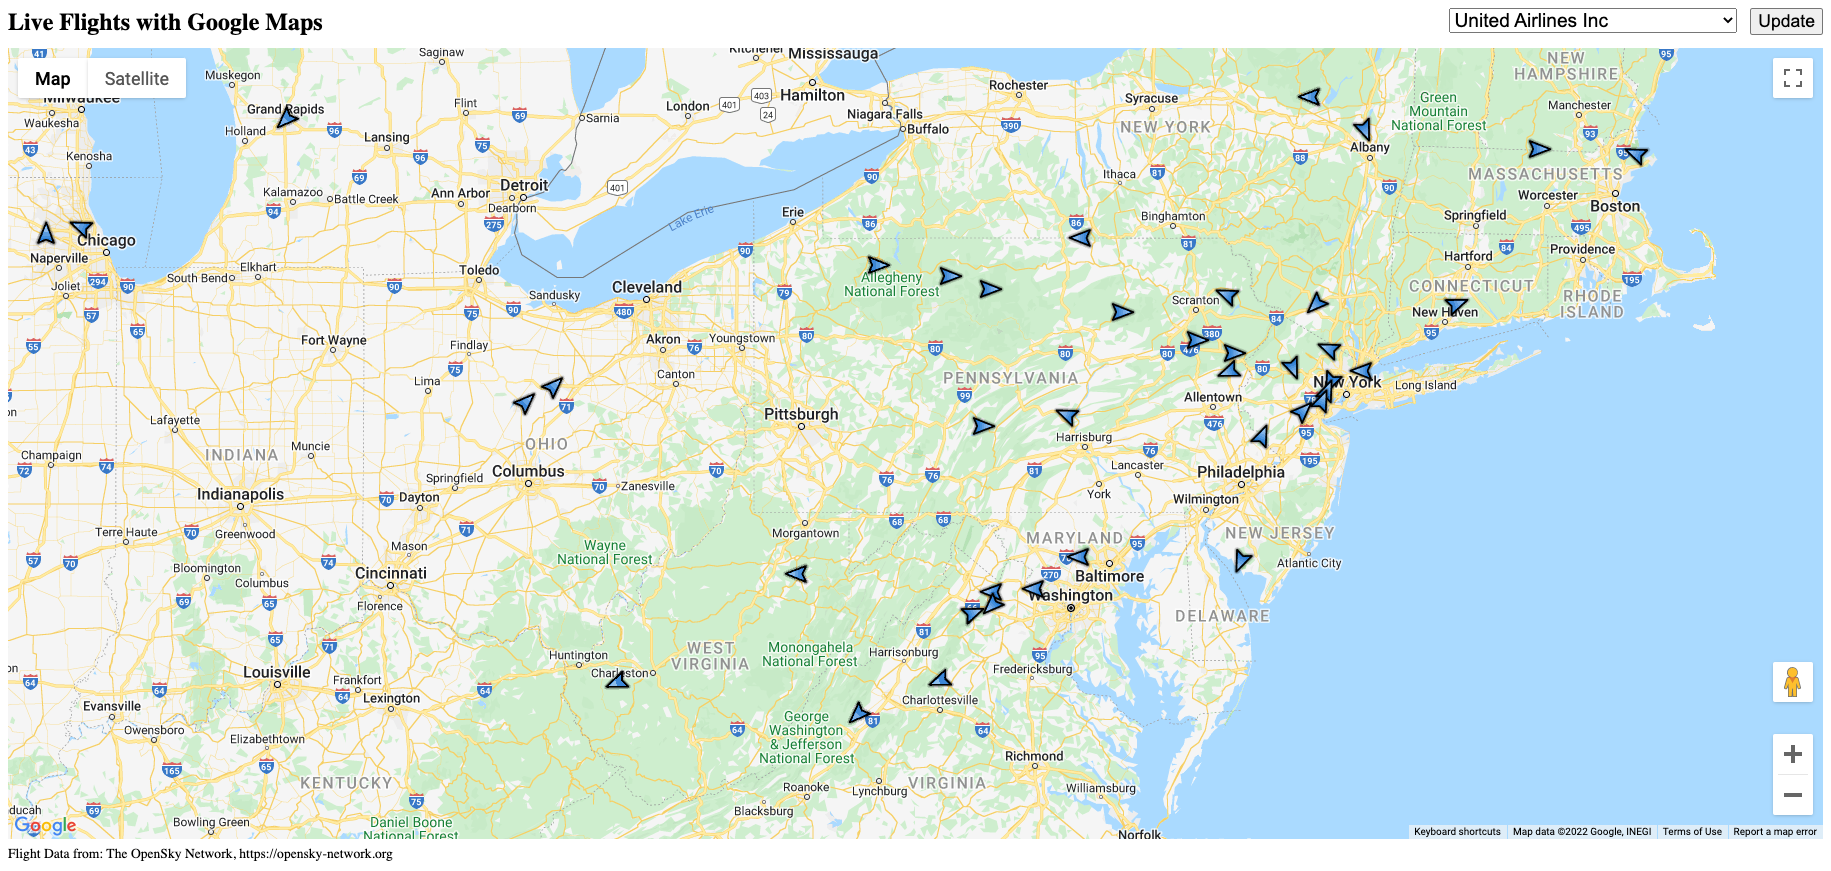 Live Flights with Google Maps
United Airlines Inc
Update
Map
Satellite
Milwaukee
Waukesha
Kenosha
Muskegon
Grand Rapids
Holland
Lansing
Saginaw
Flint
Kalamazoo
Battle Creek
Ann Arbor
Detroit
Dearborn
Sarnia
London
Kitchener
Mississauga
Hamilton
Niagara Falls
Buffalo
Rochester
Syracuse
NEW YORK
Ithaca
Binghamton
Albany
Green
Mountain
National Forest
NEW
HAMPSHIRE
Manchester
MASSACHUSETTS
Worcester
Boston
Springfield
Providence
Hartford
CONNECTICUT
RHODE
ISLAND
New Haven
Long Island
New York
Chicago
Naperville
Joliet
South Bend
Elkhart
Toledo
Sandusky
Lake Erie
Erie
Cleveland
Akron
Youngstown
Canton
Allegheny
National Forest
Scranton
PENNSYLVANIA
Allentown
Pittsburgh
Harrisburg
Lancaster
York
Philadelphia
Wilmington
NEW JERSEY
Atlantic City
Fort Wayne
Findlay
Lima
Lafayette
Muncie
Champaign
INDIANA
Indianapolis
Greenwood
Terre Haute
Bloomington
Columbus
OHIO
Columbus
Springfield
Dayton
Zanesville
Mason
Cincinnati
Florence
Wayne
National Forest
Morgantown
MARYLAND
Baltimore
Washington
DELAWARE
WEST
VIRGINIA
Monongahela
National Forest
Harrisonburg
Fredericksburg
Huntington
Charleston
Charlottesville
Louisville
Frankfort
Lexington
Evansville
Owensboro
Elizabethtown
KENTUCKY
Bowling Green
Daniel Boone
National Forest
George
Washington
& Jefferson
National Forest
Roanoke
Lynchburg
Blacksburg
VIRGINIA
Richmond
Williamsburg
Norfolk
ducah
Google
Keyboard shortcuts
Map data ©2022 Google, INEGI
Terms of Use
Report a map error
Flight Data from: The OpenSky Network, https://opensky-network.org